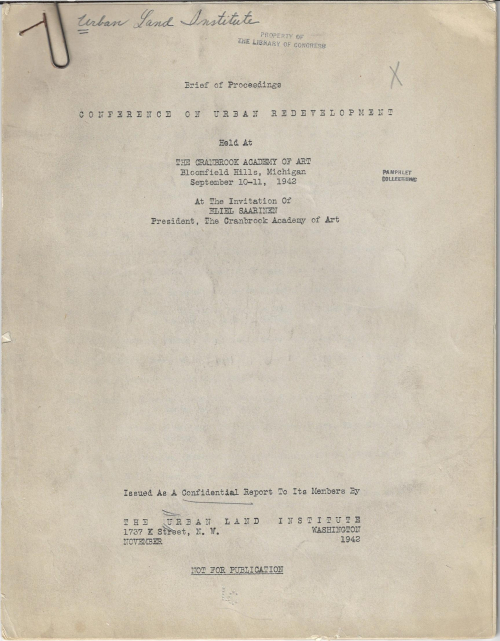 Urban Land Institute
PROPERTY OF
THE LIBRARY OF CONGRESS
X
Brief of Proceedings
CONFERENCE ON URBAN REDEVELOPMENT
Held At
THE CRANBROOK ACADEMY OF ART
Bloomfield Hills, Michigan
September 10-11, 1942
PAMPHLET
COLLECTIONS
At The Invitation Of
ELIEL SAARINEN
President, The Cranbrook Academy of Art
Issued As A Confidential Report To Its Members By
THE URBAN LAND INSTITUTE
1737 K Street, N. W. WASHINGTON
NOVEMBER 1942
NOT FOR PUBLICATION